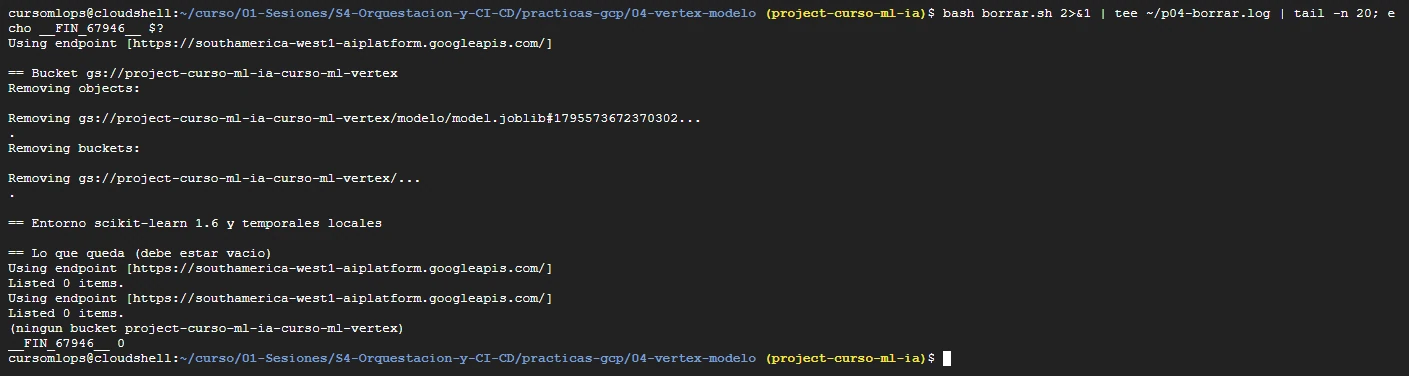 cursomlops@cloudshell:~/curso/01-Sesiones/S4-Orquestacion-y-CI-CD/practicas-gcp/04-vertex-modelo (project-curso-ml-ia)$ bash borrar.sh 2>&1 | tee ~/p04-borrar.log | tail -n 20; e
cho __FIN_67946__ $?
Using endpoint [https://southamerica-west1-aiplatform.googleapis.com/]

== Bucket gs://project-curso-ml-ia-curso-ml-vertex
Removing objects:

Removing gs://project-curso-ml-ia-curso-ml-vertex/modelo/model.joblib#1795573672370302...
.
Removing buckets:

Removing gs://project-curso-ml-ia-curso-ml-vertex/...
.

== Entorno scikit-learn 1.6 y temporales locales

== Lo que queda (debe estar vacio)
Using endpoint [https://southamerica-west1-aiplatform.googleapis.com/]
Listed 0 items.
Using endpoint [https://southamerica-west1-aiplatform.googleapis.com/]
Listed 0 items.
(ningun bucket project-curso-ml-ia-curso-ml-vertex)
__FIN_67946__ 0
cursomlops@cloudshell:~/curso/01-Sesiones/S4-Orquestacion-y-CI-CD/practicas-gcp/04-vertex-modelo (project-curso-ml-ia)$